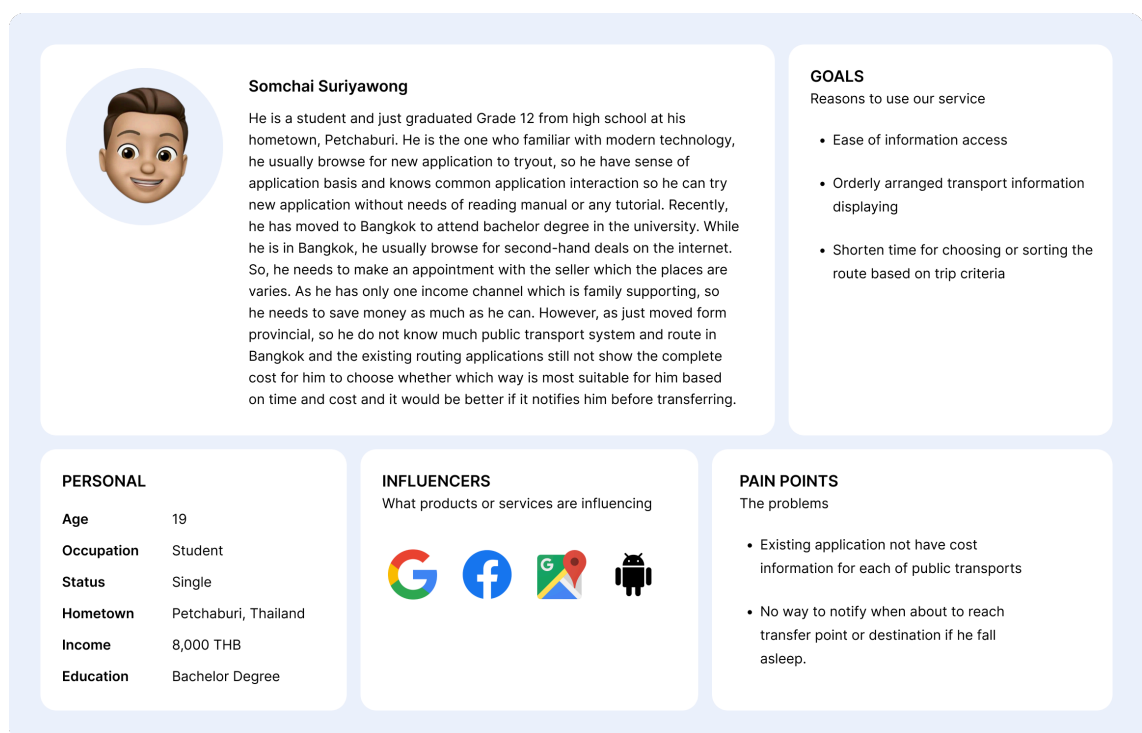 Somchai Suriyawong
He is a student and just graduated Grade 12 from high school at his
hometown, Petchaburi. He is the one who familiar with modern technology,
he usually browse for new application to tryout, so he have sense of
application basis and knows common application interaction so he can try
new application without needs of reading manual or any tutorial. Recently,
he has moved to Bangkok to attend bachelor degree in the university. While
he is in Bangkok, he usually browse for second-hand deals on the internet.
So, he needs to make an appointment with the seller which the places are
varies. As he has only one income channel which is family supporting, so
he needs to save money as much as he can. However, as just moved form
provincial, so he do not know much public transport system and route in
Bangkok and the existing routing applications still not show the complete
cost for him to choose whether which way is most suitable for him based
on time and cost and it would be better if it notifies him before transferring.
GOALS
Reasons to use our service
• Ease of information access
• Orderly arranged transport information
displaying
• Shorten time for choosing or sorting the
route based on trip criteria
PERSONAL
Age 19
Occupation Student
Status Single
Hometown Petchaburi, Thailand
Income 8,000 THB
Education Bachelor Degree
INFLUENCERS
What products or services are influencing
G
PAIN POINTS
The problems
• Existing application not have cost
information for each of public transports
• No way to notify when about to reach
transfer point or destination if he fall
asleep.